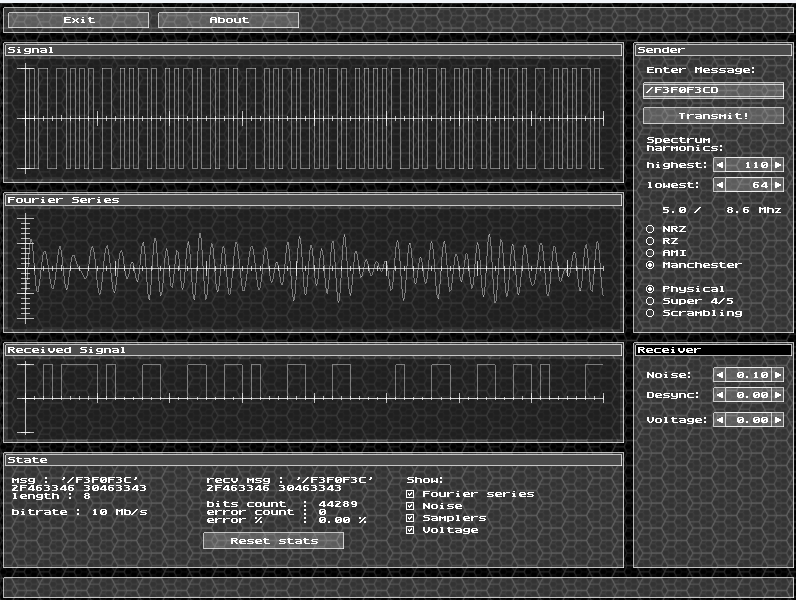 Exit
About
Signal
Fourier Series
Received Signal
State
msg : '/F3F0F3C'
2F463346 30463343
length : 8
bitrate : 10 Mb/s
recv msg : '/F3F0F3C'
2F463346 30463343
bits count : 44289
error count : 0
error % : 0.00 %
Reset stats
Show:
Fourier series
Noise
Samplers
Voltage
Sender
Enter Message:
/F3F0F3CD
Transmit!
Spectrum
harmonics:
highest: 110
lowest: 64
5.0 / 8.6 Mhz
NRZ
RZ
AMI
Manchester
Physical
Super 4/5
Scrambling
Receiver
Noise: 0.10
Desync: 0.00
Voltage: 0.00